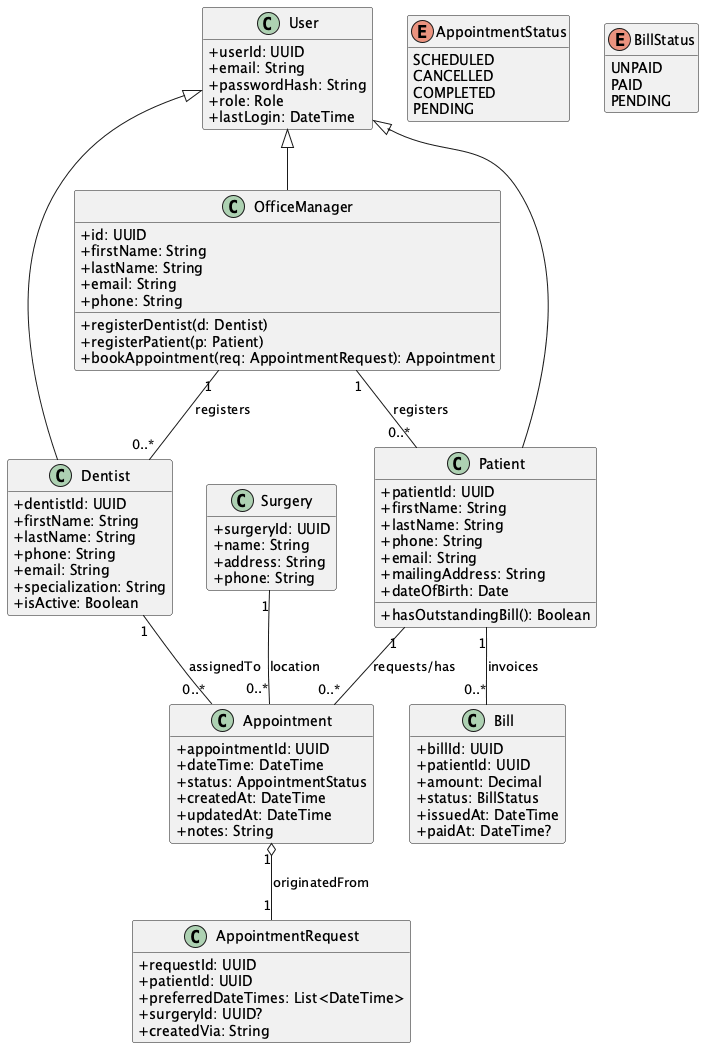 C User
+userId: UUID
+email: String
+passwordHash: String
+role: Role
+lastLogin: DateTime
E AppointmentStatus
SCHEDULED
CANCELLED
COMPLETED
PENDING
E BillStatus
UNPAID
PAID
PENDING
C OfficeManager
+id: UUID
+firstName: String
+lastName: String
+email: String
+phone: String
+registerDentist(d: Dentist)
+registerPatient(p: Patient)
+bookAppointment(req: AppointmentRequest): Appointment
1
1
registers
registers
0..*
0..*
C Dentist
+dentistId: UUID
+firstName: String
+lastName: String
+phone: String
+email: String
+specialization: String
+isActive: Boolean
C Surgery
+surgeryId: UUID
+name: String
+address: String
+phone: String
C Patient
+patientId: UUID
+firstName: String
+lastName: String
+phone: String
+email: String
+mailingAddress: String
+dateOfBirth: Date
+hasOutstandingBill(): Boolean
1
1
1
1
assignedTo
location
requests/has
invoices
0..*
0..*
0..*
0..*
C Appointment
+appointmentId: UUID
+dateTime: DateTime
+status: AppointmentStatus
+createdAt: DateTime
+updatedAt: DateTime
+notes: String
C Bill
+billId: UUID
+patientId: UUID
+amount: Decimal
+status: BillStatus
+issuedAt: DateTime
+paidAt: DateTime?
1
originatedFrom
1
C AppointmentRequest
+requestId: UUID
+patientId: UUID
+preferredDateTimes: List<DateTime>
+surgeryId: UUID?
+createdVia: String